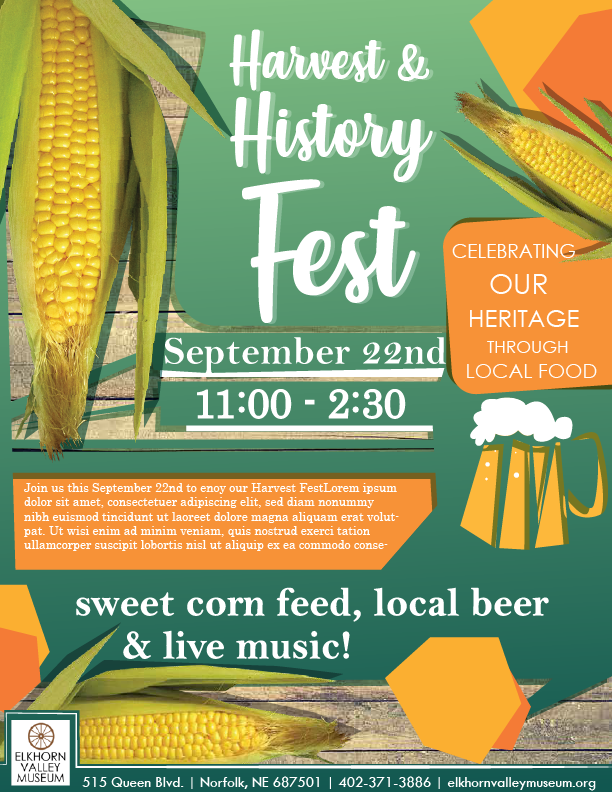 Harvest &
History
Fest
CELEBRATING
OUR
HERITAGE
THROUGH
LOCAL FOOD
September 22nd
11:00 - 2:30
Join us this September 22nd to enoy our Harvest FestLorem ipsum
dolor sit amet, consectetuer adipiscing elit, sed diam nonummy
nibh euismod tincidunt ut laoreet dolore magna aliquam erat volut-
pat. Ut wisi enim ad minim veniam, quis nostrud exerci tation
ullamcorper suscipit lobortis nisl ut aliquip ex ea commodo conse-
sweet corn feed, local beer
& live music!
ELKHORN
VALLEY
MUSEUM
515 Queen Blvd. | Norfolk, NE 687501 | 402-371-3886 | elkhornvalleymuseum.org